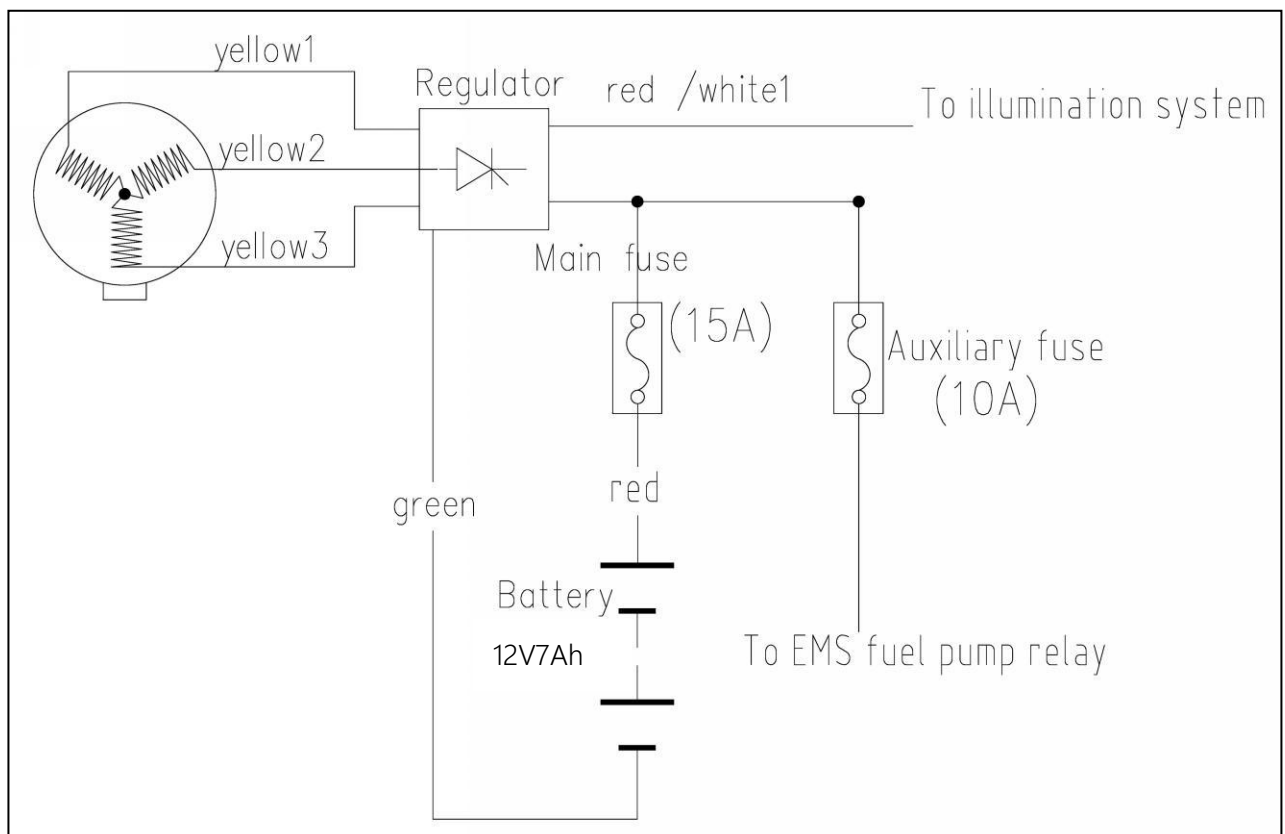 yellow1
Regulator
red /white1
To illumination system
yellow2
yellow3
Main fuse
(15A)
Auxiliary fuse
(10A)
red
green
Battery
12V7Ah
To EMS fuel pump relay